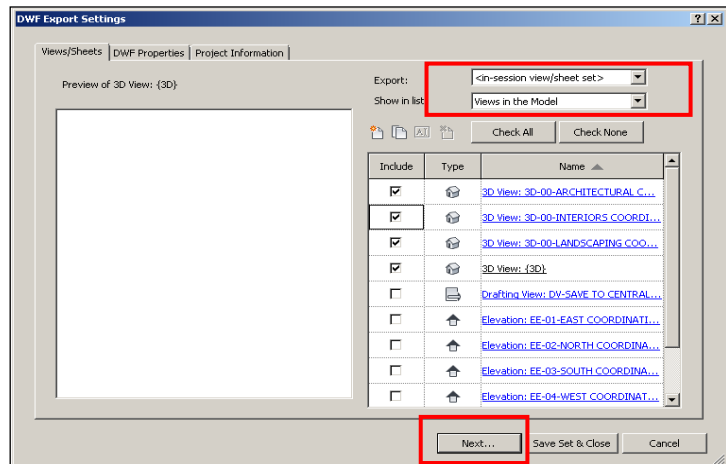 DWF Export Settings
Views/Sheets DWF Properties Project Information
Preview of 3D View: {3D}
Export: <in-session view/sheet set>
Show in list Views in the Model
Check All Check None
Include Type Name
3D View: 3D-00-ARCHITECTURAL C...
3D View: 3D-00-INTERIORS COORDI...
3D View: 3D-00-LANDSCAPING COO...
3D View: {3D}
Drafting View: DV-SAVE TO CENTRAL...
Elevation: EE-01-EAST COORDINATI...
Elevation: EE-02-NORTH COORDINA...
Elevation: EE-03-SOUTH COORDINA...
Elevation: EE-04-WEST COORDINAT...
Next... Save Set & Close Cancel